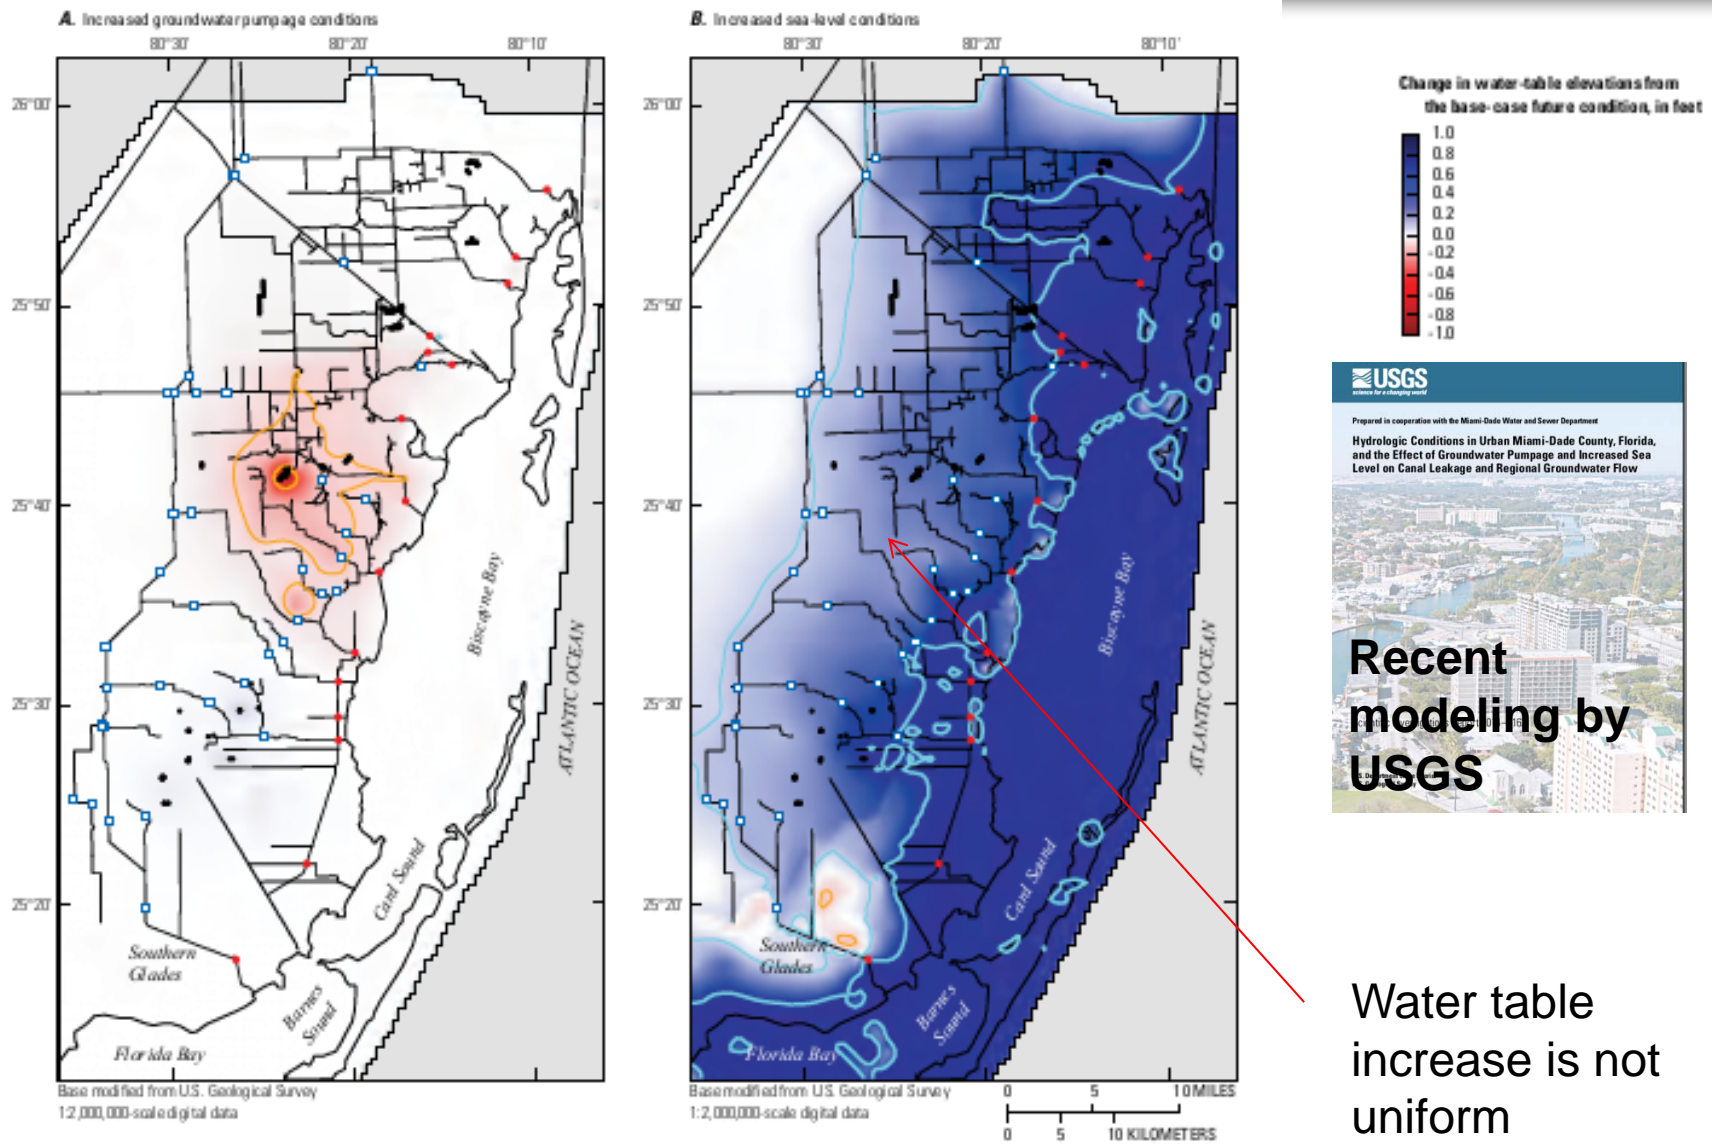 A. Increased groundwater pumpage conditions
80°30' 80°20' 80°10'
26°00'
25°50'
25°40'
25°30'
25°20'
Biscayne Bay
ATLANTIC OCEAN
Card Sound
Southern
Glades
Barnes
Sound
Florida Bay
Base modified from U.S. Geological Survey
1:2,000,000-scale digital data
B. Increased sea-level conditions
80°30' 80°20' 80°10'
26°00'
25°50'
25°40'
25°30'
25°20'
Biscayne Bay
ATLANTIC OCEAN
Card Sound
Southern
Glades
Barnes
Sound
Florida Bay
Base modified from U.S. Geological Survey
1:2,000,000-scale digital data
0 5 10 MILES
0 5 10 KILOMETERS
Change in water-table elevations from
the base-case future condition, in feet
1.0
0.8
0.6
0.4
0.2
0.0
-0.2
-0.4
-0.6
-0.8
-1.0
USGS
science for a changing world
Prepared in cooperation with the Miami-Dade Water and Sewer Department
Hydrologic Conditions in Urban Miami-Dade County, Florida,
and the Effect of Groundwater Pumpage and Increased Sea
Level on Canal Leakage and Regional Groundwater Flow
Recent
modeling by
USGS
Water table
increase is not
uniform